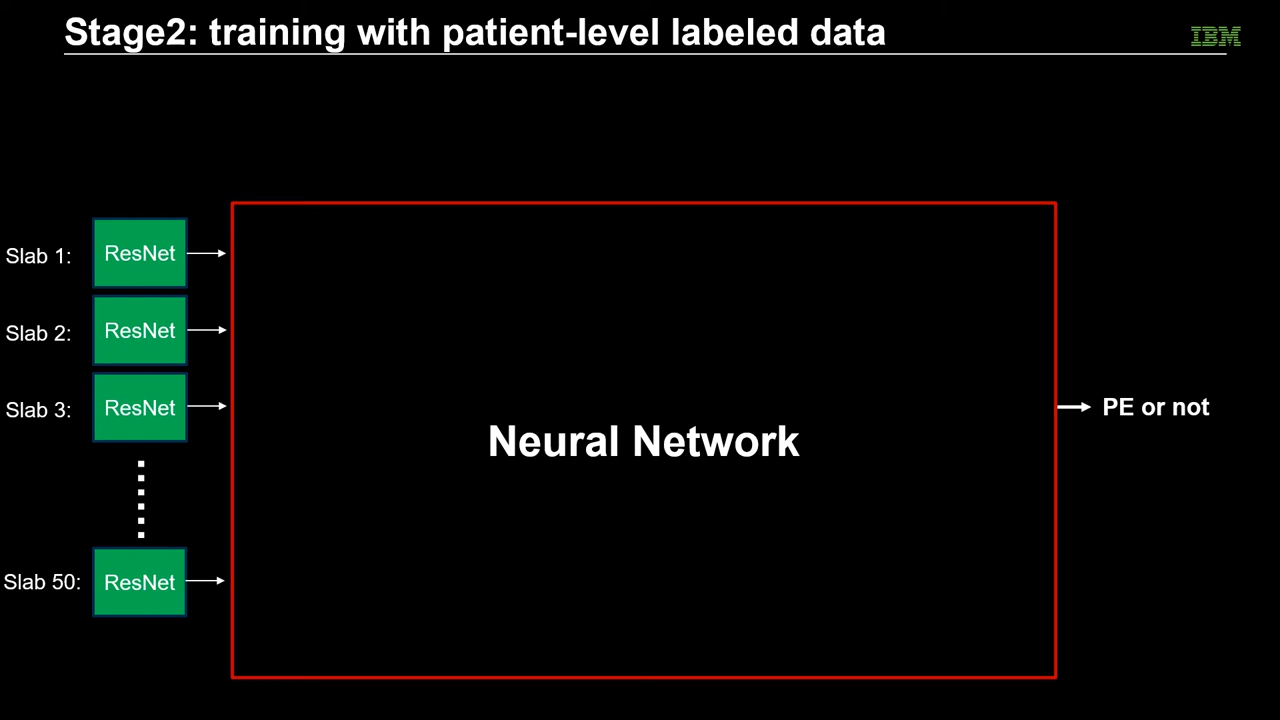 Stage2: training with patient-level labeled data
IBM
Slab 1:
ResNet
Slab 2:
ResNet
Slab 3:
ResNet
Slab 50:
ResNet
Neural Network
PE or not